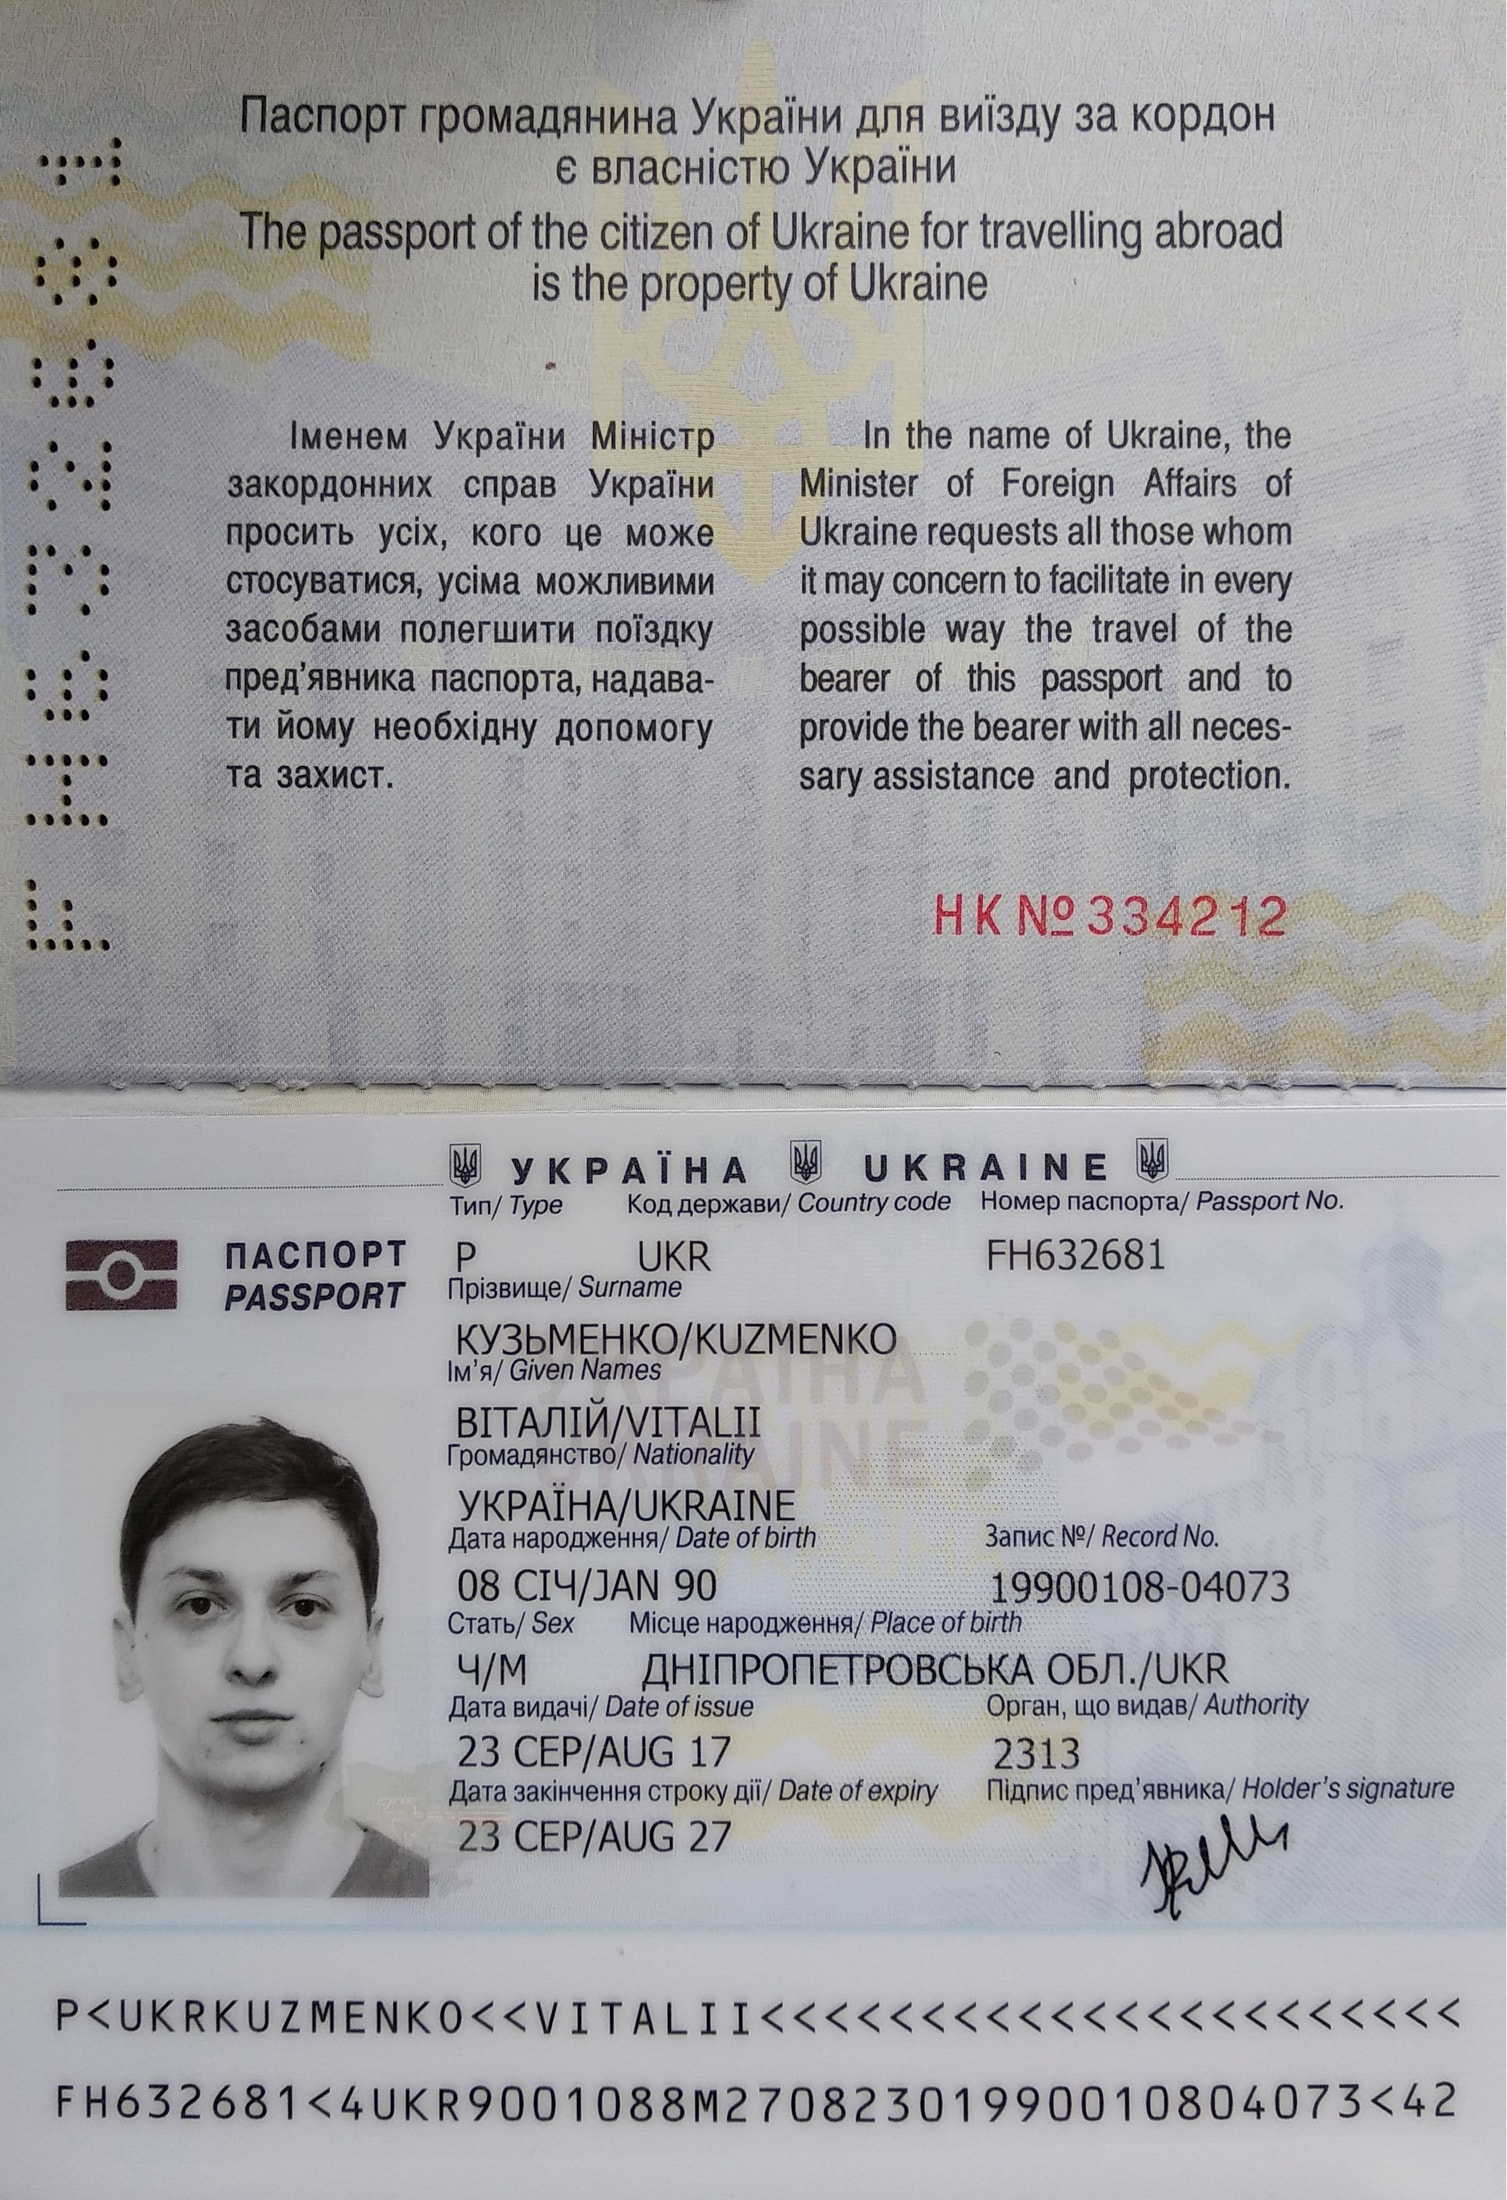 Паспорт громадянина України для виїзду за кордон
є власністю України
The passport of the citizen of Ukraine for travelling abroad
is the property of Ukraine
Іменем України Міністр
закордонних справ України
просить усіх, кого це може
стосуватися, усіма можливими
засобами полегшити поїздку
пред’явника паспорта, надава-
ти йому необхідну допомогу
та захист.
In the name of Ukraine, the
Minister of Foreign Affairs of
Ukraine requests all those whom
it may concern to facilitate in every
possible way the travel of the
bearer of this passport and to
provide the bearer with all neces-
sary assistance and protection.
НК №334212
FH632681
УКРАЇНА UKRAINE
Тип/ Type Код держави/ Country code Номер паспорта/ Passport No.
ПАСПОРТ P UKR FH632681
PASSPORT
Прізвище/ Surname
КУЗЬМЕНКО/KUZMENKO
Ім’я/ Given Names
ВІТАЛІЙ/VITALII
Громадянство/ Nationality
УКРАЇНА/UKRAINE
Дата народження/ Date of birth Запис №/ Record No.
08 СІЧ/JAN 90 19900108-04073
Стать/ Sex Місце народження/ Place of birth
Ч/M ДНІПРОПЕТРОВСЬКА ОБЛ./UKR
Дата видачі/ Date of issue Орган, що видав/ Authority
23 СЕР/AUG 17 2313
Дата закінчення строку дії/ Date of expiry Підпис пред’явника/ Holder’s signature
23 СЕР/AUG 27
P<UKRKUZMENKO<<VITALII<<<<<<<<<<<<<<<<<<<<<<
FH632681<4UKR9001088M27082301990010804073<42